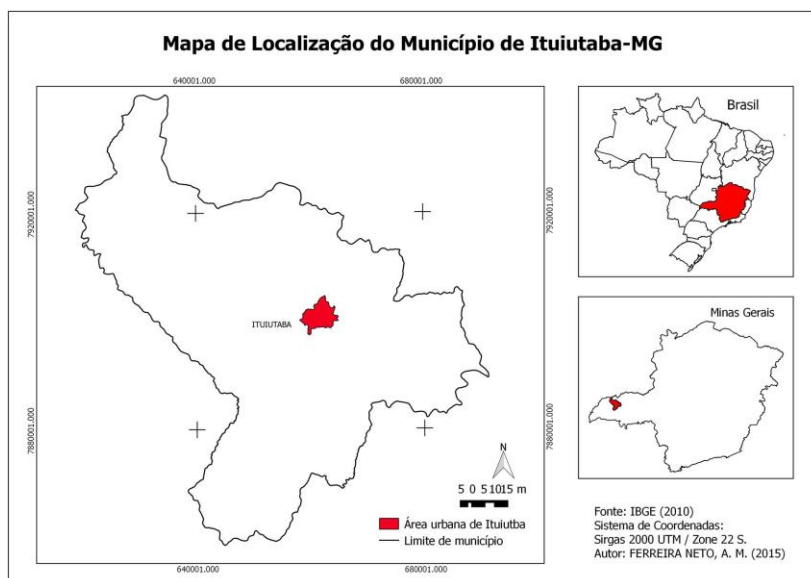 Mapa de Localização do Município de Ituiutaba-MG
640001.000 680001.000
7920001.000 7920001.000
ITUIUTABA
7880001.000 7880001.000
N
5 0 5 1015 m
Área urbana de Ituiutba
Limite de município
640001.000 680001.000
Brasil
Minas Gerais
Fonte: IBGE (2010)
Sistema de Coordenadas:
Sirgas 2000 UTM / Zone 22 S.
Autor: FERREIRA NETO, A. M. (2015)